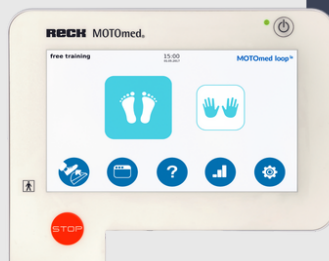 RECK MOTOmed.
free training
15:00
MOTOmed loop
?
STOP